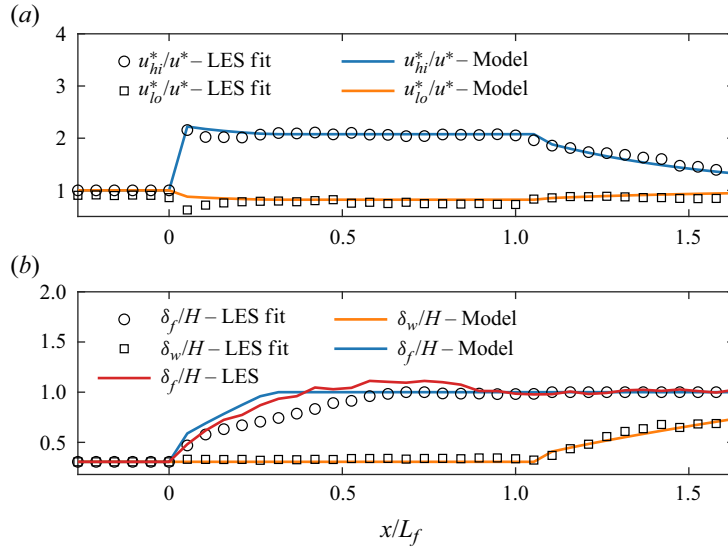 (a)
4
u*hi/u* – LES fit u*hi/u* – Model
3
u*lo/u* – LES fit u*lo/u* – Model
2
1
0 0.5 1.0 1.5
(b)
2.0
δf/H – LES fit δw/H – Model
1.5
δw/H – LES fit δf/H – Model
δf/H – LES
1.0
0.5
0 0.5 1.0 1.5
x/Lf